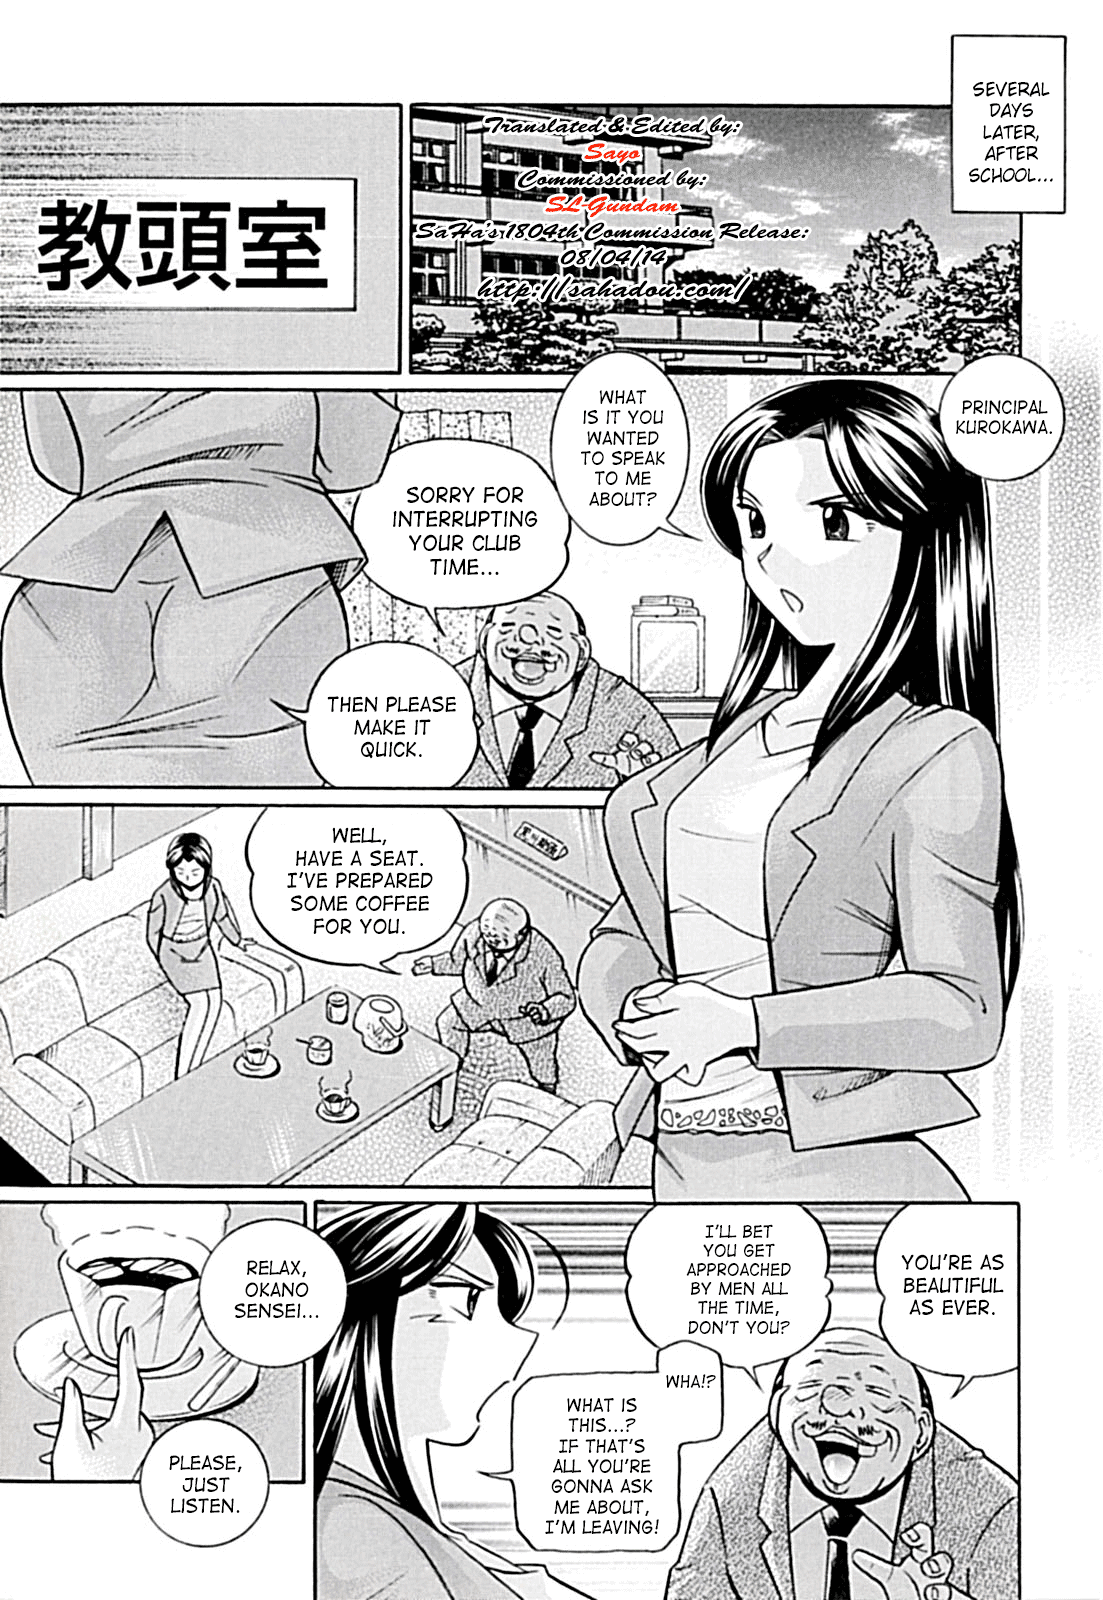 SEVERAL
DAYS
LATER,
AFTER
SCHOOL...
Translated & Edited by:
Sayo
Commissioned by:
SL Gundam
SaHa's 1804th Commission Release:
08/04/14
http://sahadou.com/
教頭室
PRINCIPAL
KUROKAWA.
WHAT
IS IT YOU
WANTED
TO SPEAK
TO ME
ABOUT?
SORRY FOR
INTERRUPTING
YOUR CLUB
TIME...
THEN PLEASE
MAKE IT
QUICK.
WELL,
HAVE A SEAT.
I'VE PREPARED
SOME COFFEE
FOR YOU.
YOU'RE AS
BEAUTIFUL
AS EVER.
I'LL BET
YOU GET
APPROACHED
BY MEN ALL
THE TIME,
DON'T YOU?
WHA!?
WHAT IS
THIS...?
IF THAT'S
ALL YOU'RE
GONNA ASK
ME ABOUT,
I'M LEAVING!
RELAX,
OKANO
SENSEI...
PLEASE,
JUST
LISTEN.